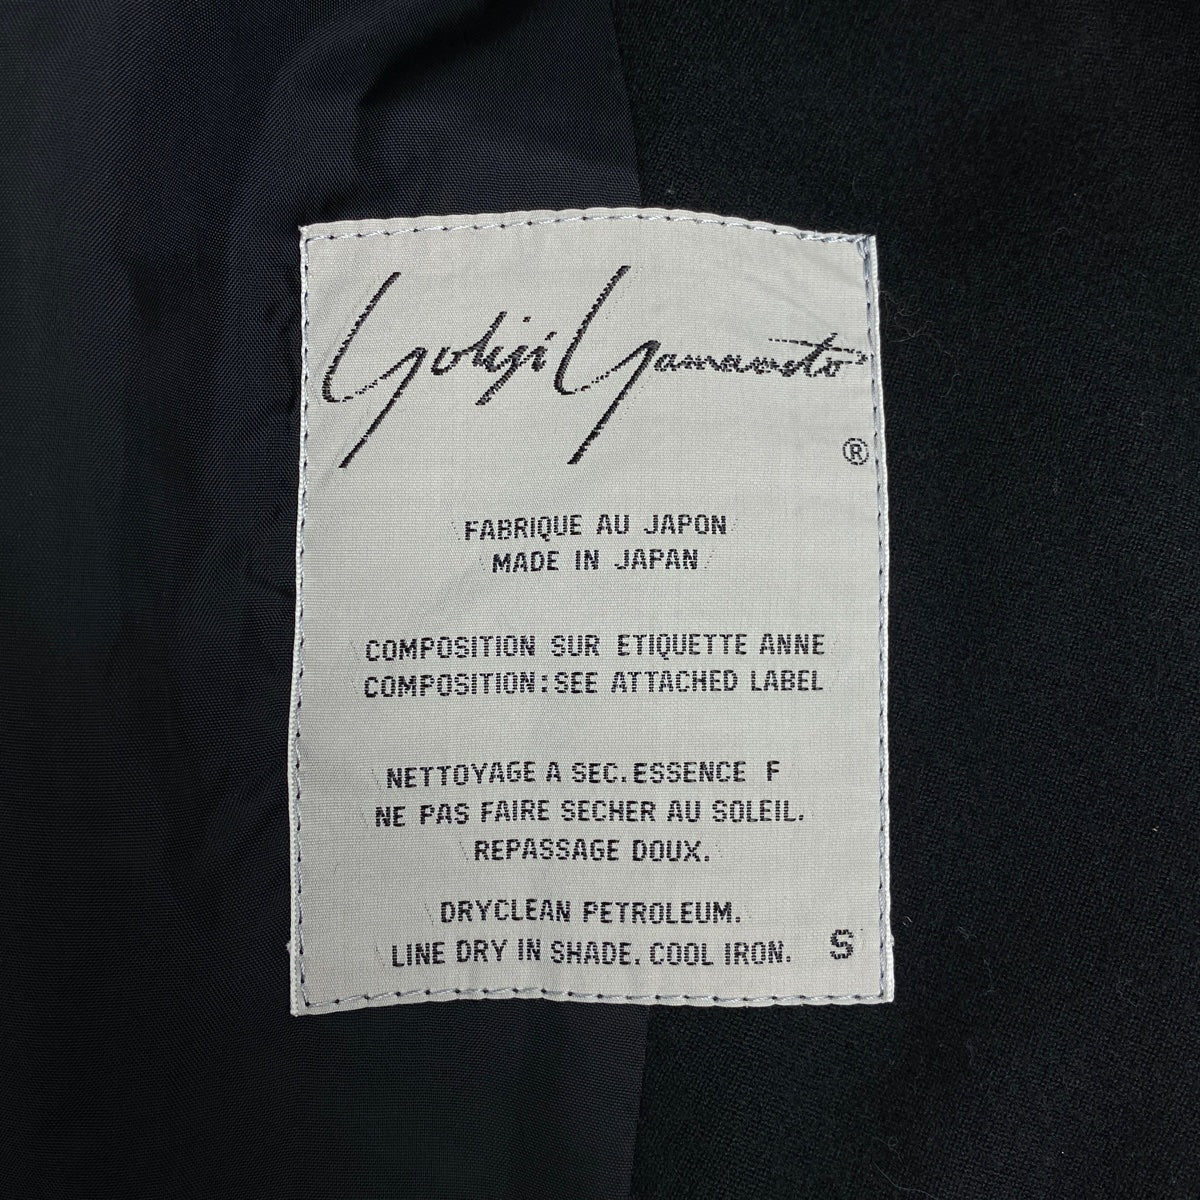 Yohji Yamamoto
®
FABRIQUE AU JAPON
MADE IN JAPAN
COMPOSITION SUR ETIQUETTE ANNE
COMPOSITION:SEE ATTACHED LABEL
NETTOYAGE A SEC. ESSENCE F
NE PAS FAIRE SECHER AU SOLEIL.
REPASSAGE DOUX.
DRYCLEAN PETROLEUM.
LINE DRY IN SHADE. COOL IRON. S